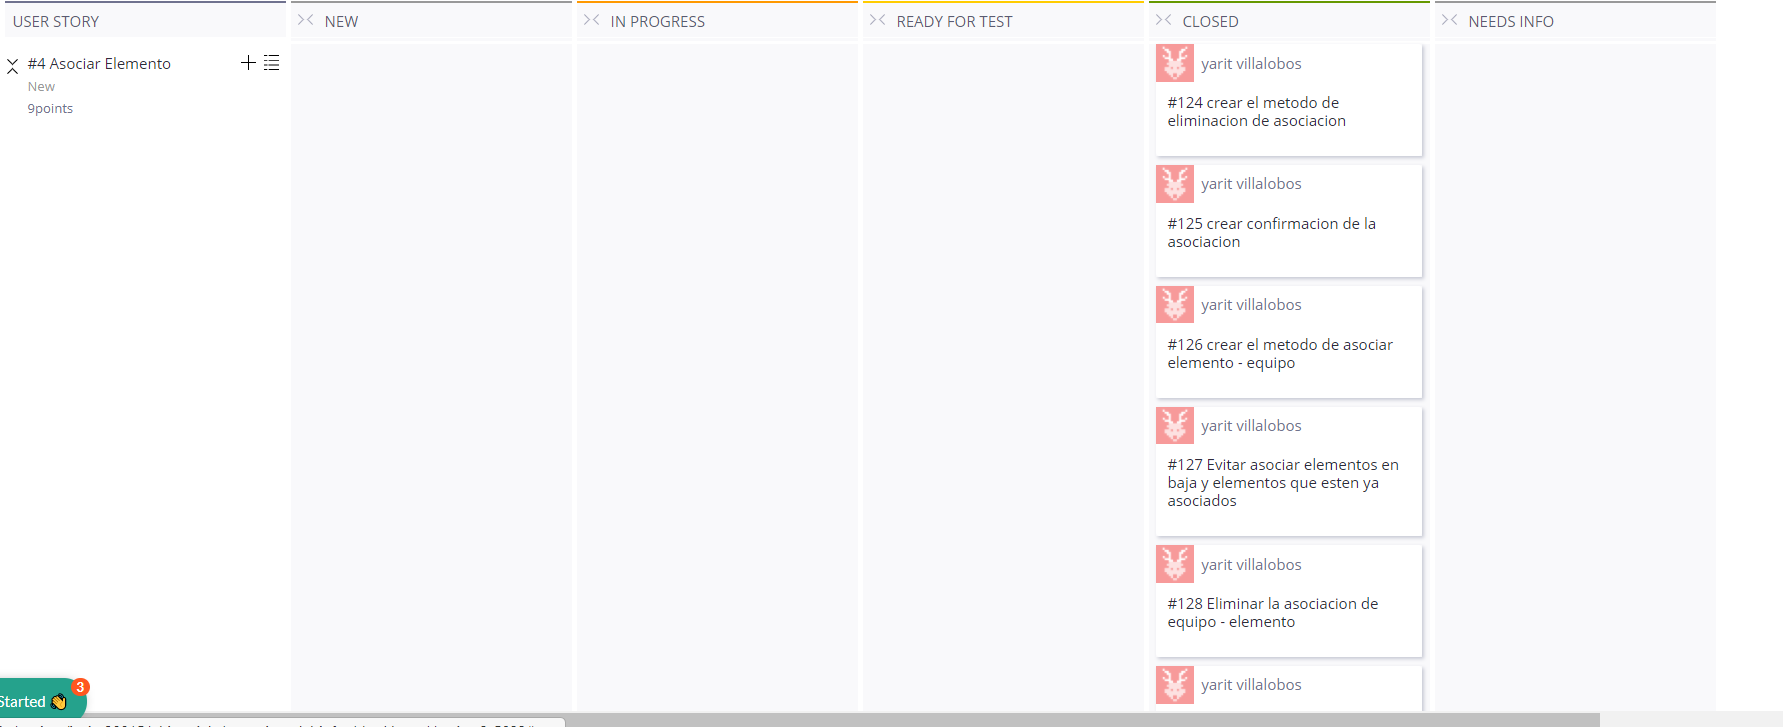 USER STORY
NEW
IN PROGRESS
READY FOR TEST
CLOSED
NEEDS INFO
#4 Asociar Elemento
New
9points
yarit villalobos
#124 crear el metodo de
eliminacion de asociacion
yarit villalobos
#125 crear confirmacion de la
asociacion
yarit villalobos
#126 crear el metodo de asociar
elemento - equipo
yarit villalobos
#127 Evitar asociar elementos en
baja y elementos que esten ya
asociados
yarit villalobos
#128 Eliminar la asociacion de
equipo - elemento
yarit villalobos
Started
3